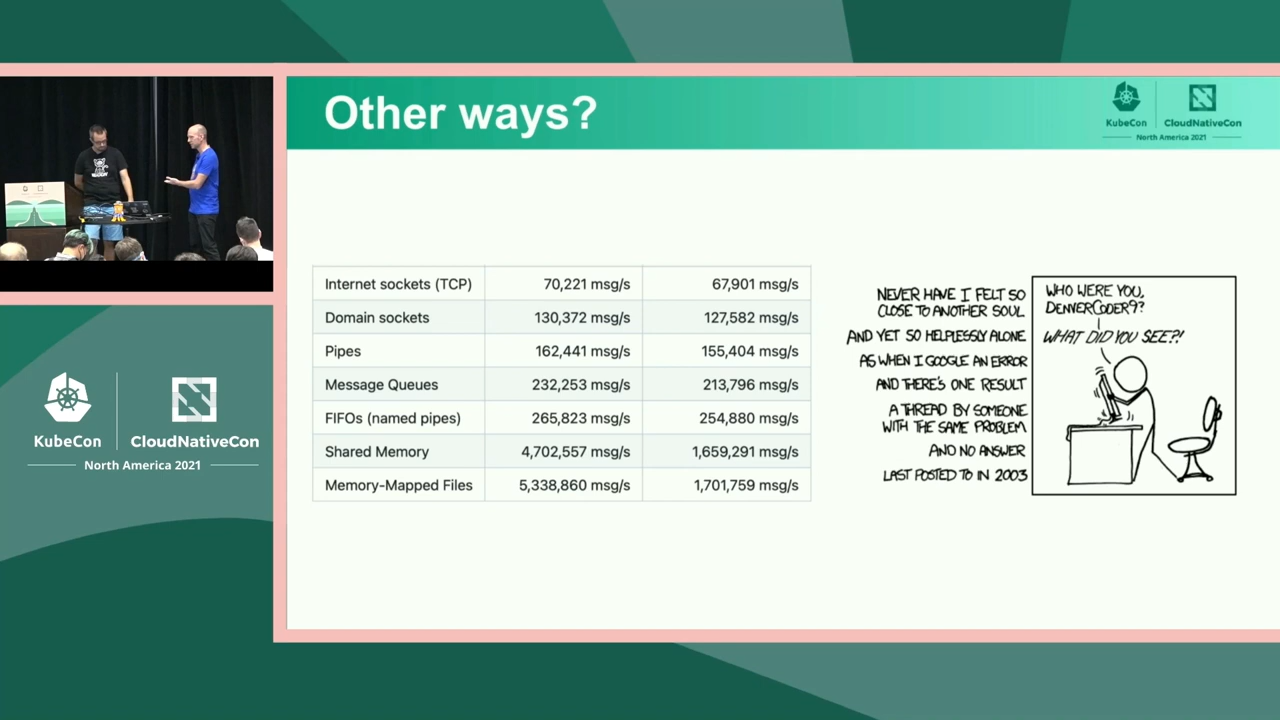 Other ways?
KubeCon
CloudNativeCon
North America 2021
Internet sockets (TCP) 70,221 msg/s 67,901 msg/s
Domain sockets 130,372 msg/s 127,582 msg/s
Pipes 162,441 msg/s 155,404 msg/s
Message Queues 232,253 msg/s 213,796 msg/s
FIFOs (named pipes) 265,823 msg/s 254,880 msg/s
Shared Memory 4,702,557 msg/s 1,659,291 msg/s
Memory-Mapped Files 5,338,860 msg/s 1,701,759 msg/s
NEVER HAVE I FELT SO
CLOSE TO ANOTHER SOUL
AND YET SO HELPLESSLY ALONE
AS WHEN I GOOGLE AN ERROR
AND THERE'S ONE RESULT
A THREAD BY SOMEONE
WITH THE SAME PROBLEM
AND NO ANSWER
LAST POSTED TO IN 2003
WHO WERE YOU,
DENVERCODER9?
WHAT DID YOU SEE?!
KubeCon
CloudNativeCon
North America 2021